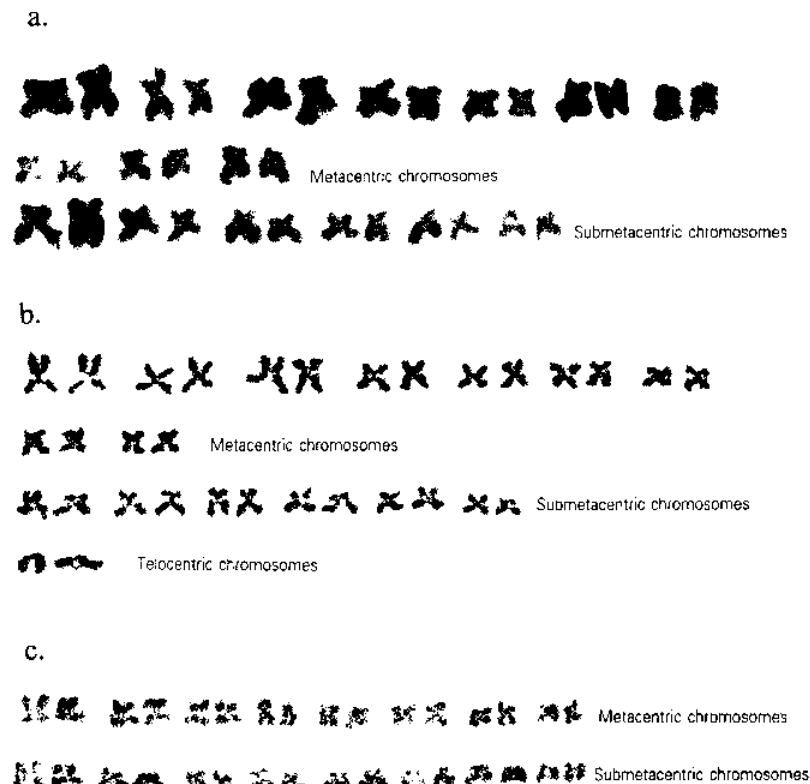 a.
Metacentric chromosomes
Submetacentric chromosomes
b.
Metacentric chromosomes
Submetacentric chromosomes
Telocentric chromosomes
c.
Metacentric chromosomes
Submetacentric chromosomes